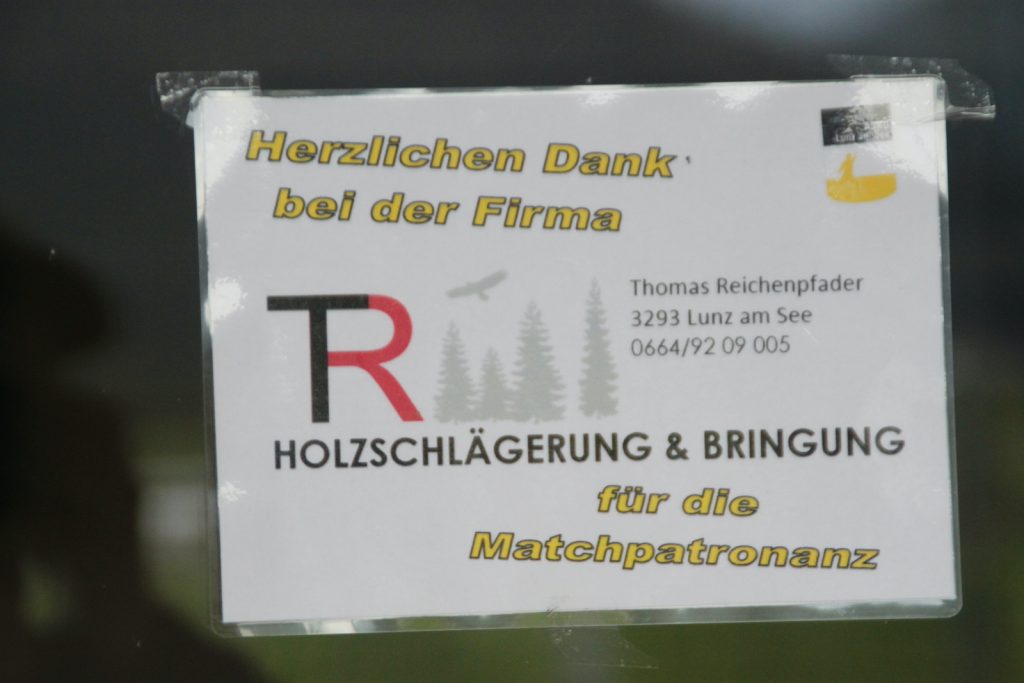 Herzlichen Dank
bei der Firma
Thomas Reichenpfader
3293 Lunz am See
0664/92 09 005
TR
HOLZSCHLÄGERUNG & BRINGUNG
für die
Matchpatronanz